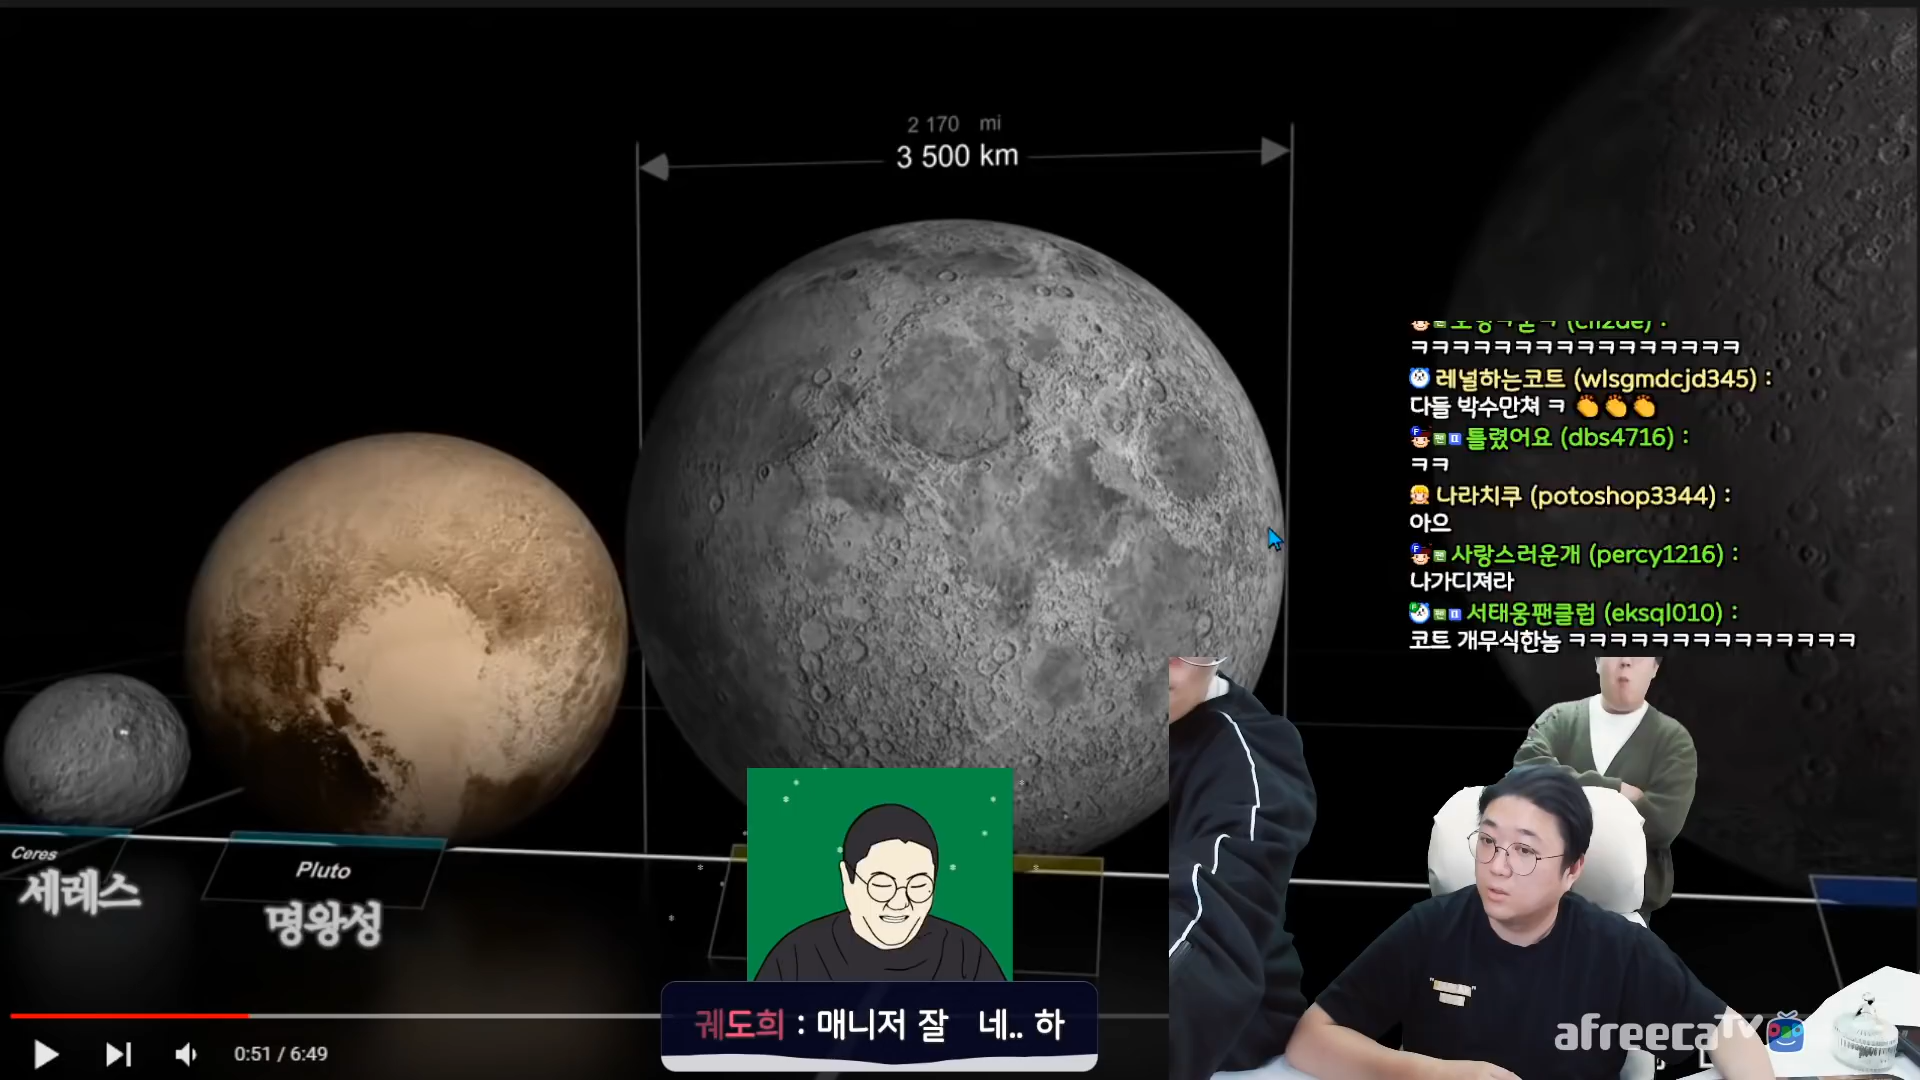 2 170 mi
3 500 km
ㅋㅋㅋㅋㅋㅋㅋㅋㅋㅋㅋㅋㅋㅋㅋㅋ
레널하는코트 (wlsgmdcjd345) :
다들 박수만쳐 ㅋ 👏👏👏
틀렸어요 (dbs4716) :
ㅋㅋ
나라치쿠 (potoshop3344) :
아으
사랑스러운개 (percy1216) :
나가디져라
서태웅팬클럽 (eksql010) :
코트 개무식한놈 ㅋㅋㅋㅋㅋㅋㅋㅋㅋㅋㅋㅋㅋㅋ
Ceres
세레스
Pluto
명왕성
궤도희 : 매니저 잘 네.. 하
0:51 / 6:49
afreecaTV